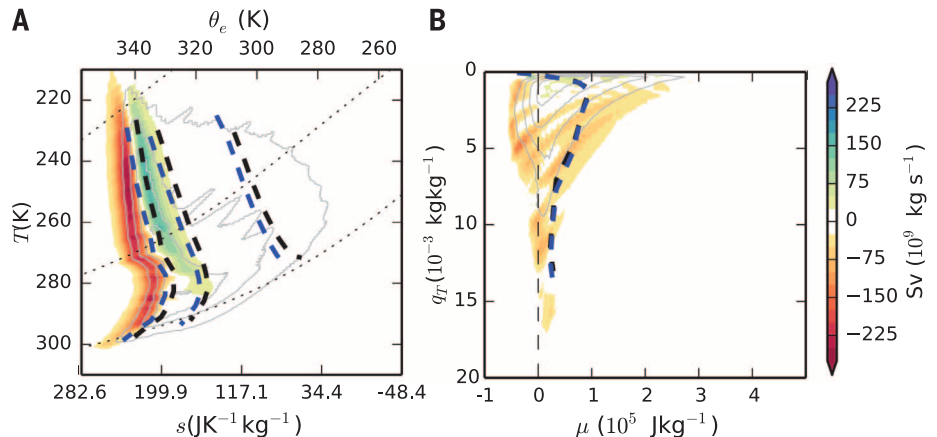 A
θe (K)
340 320 300 280 260
T(K)
220
240
260
280
300
282.6 199.9 117.1 34.4 -48.4
s(JK⁻¹kg⁻¹)
B
qT(10⁻³ kgkg⁻¹)
0
5
10
15
20
-1 0 1 2 3 4
μ (10⁵ Jkg⁻¹)
225
150
75
0
−75
−150
−225
Sv (10⁹ kg s⁻¹)